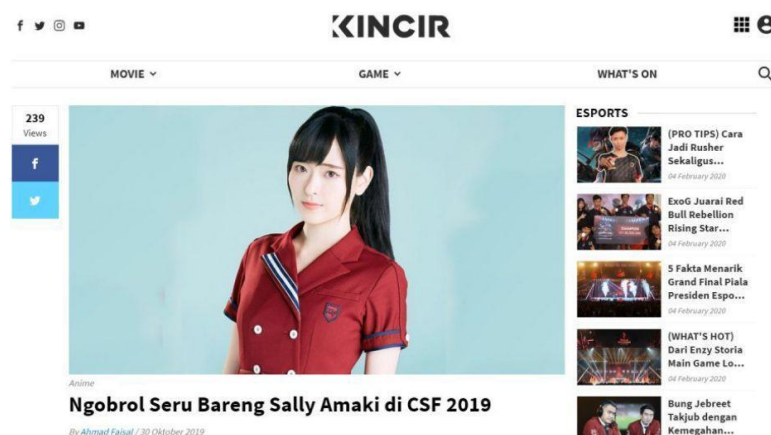 KINCIR
MOVIE
GAME
WHAT'S ON
239
Views
ESPORTS
(PRO TIPS) Cara
Jadi Rusher
Sekaligus...
04 February 2020
ExoG Juarai Red
Bull Rebellion
Rising Star...
04 February 2020
5 Fakta Menarik
Grand Final Piala
Presiden Espo...
04 February 2020
(WHAT'S HOT)
Dari Enzy Storia
Main Game Lo...
04 February 2020
Bung Jebreet
Takjub dengan
Kemegahan...
Anime
Ngobrol Seru Bareng Sally Amaki di CSF 2019
By Ahmad Faisal / 30 Oktober 2019